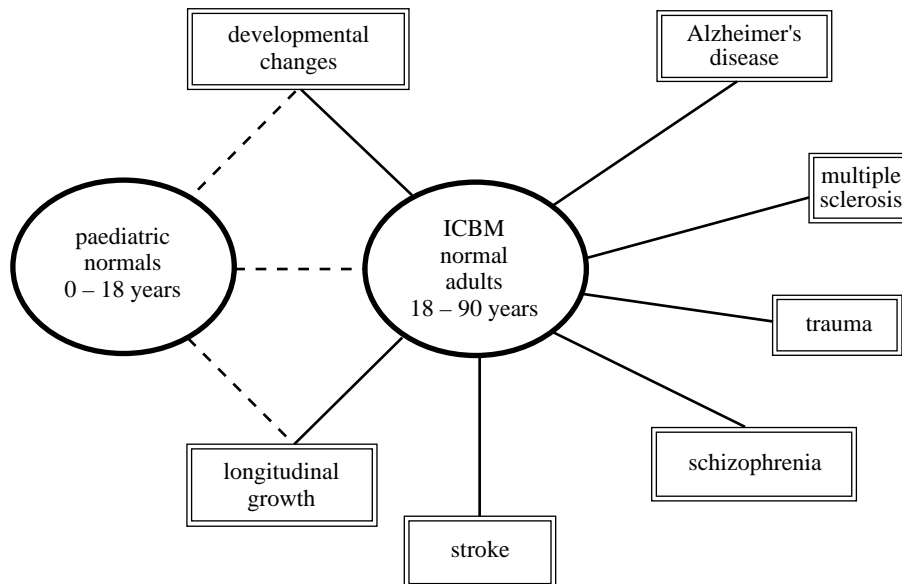 developmental
changes
Alzheimer's
disease
multiple
sclerosis
paediatric
normals
0 – 18 years
ICBM
normal
adults
18 – 90 years
trauma
schizophrenia
longitudinal
growth
stroke